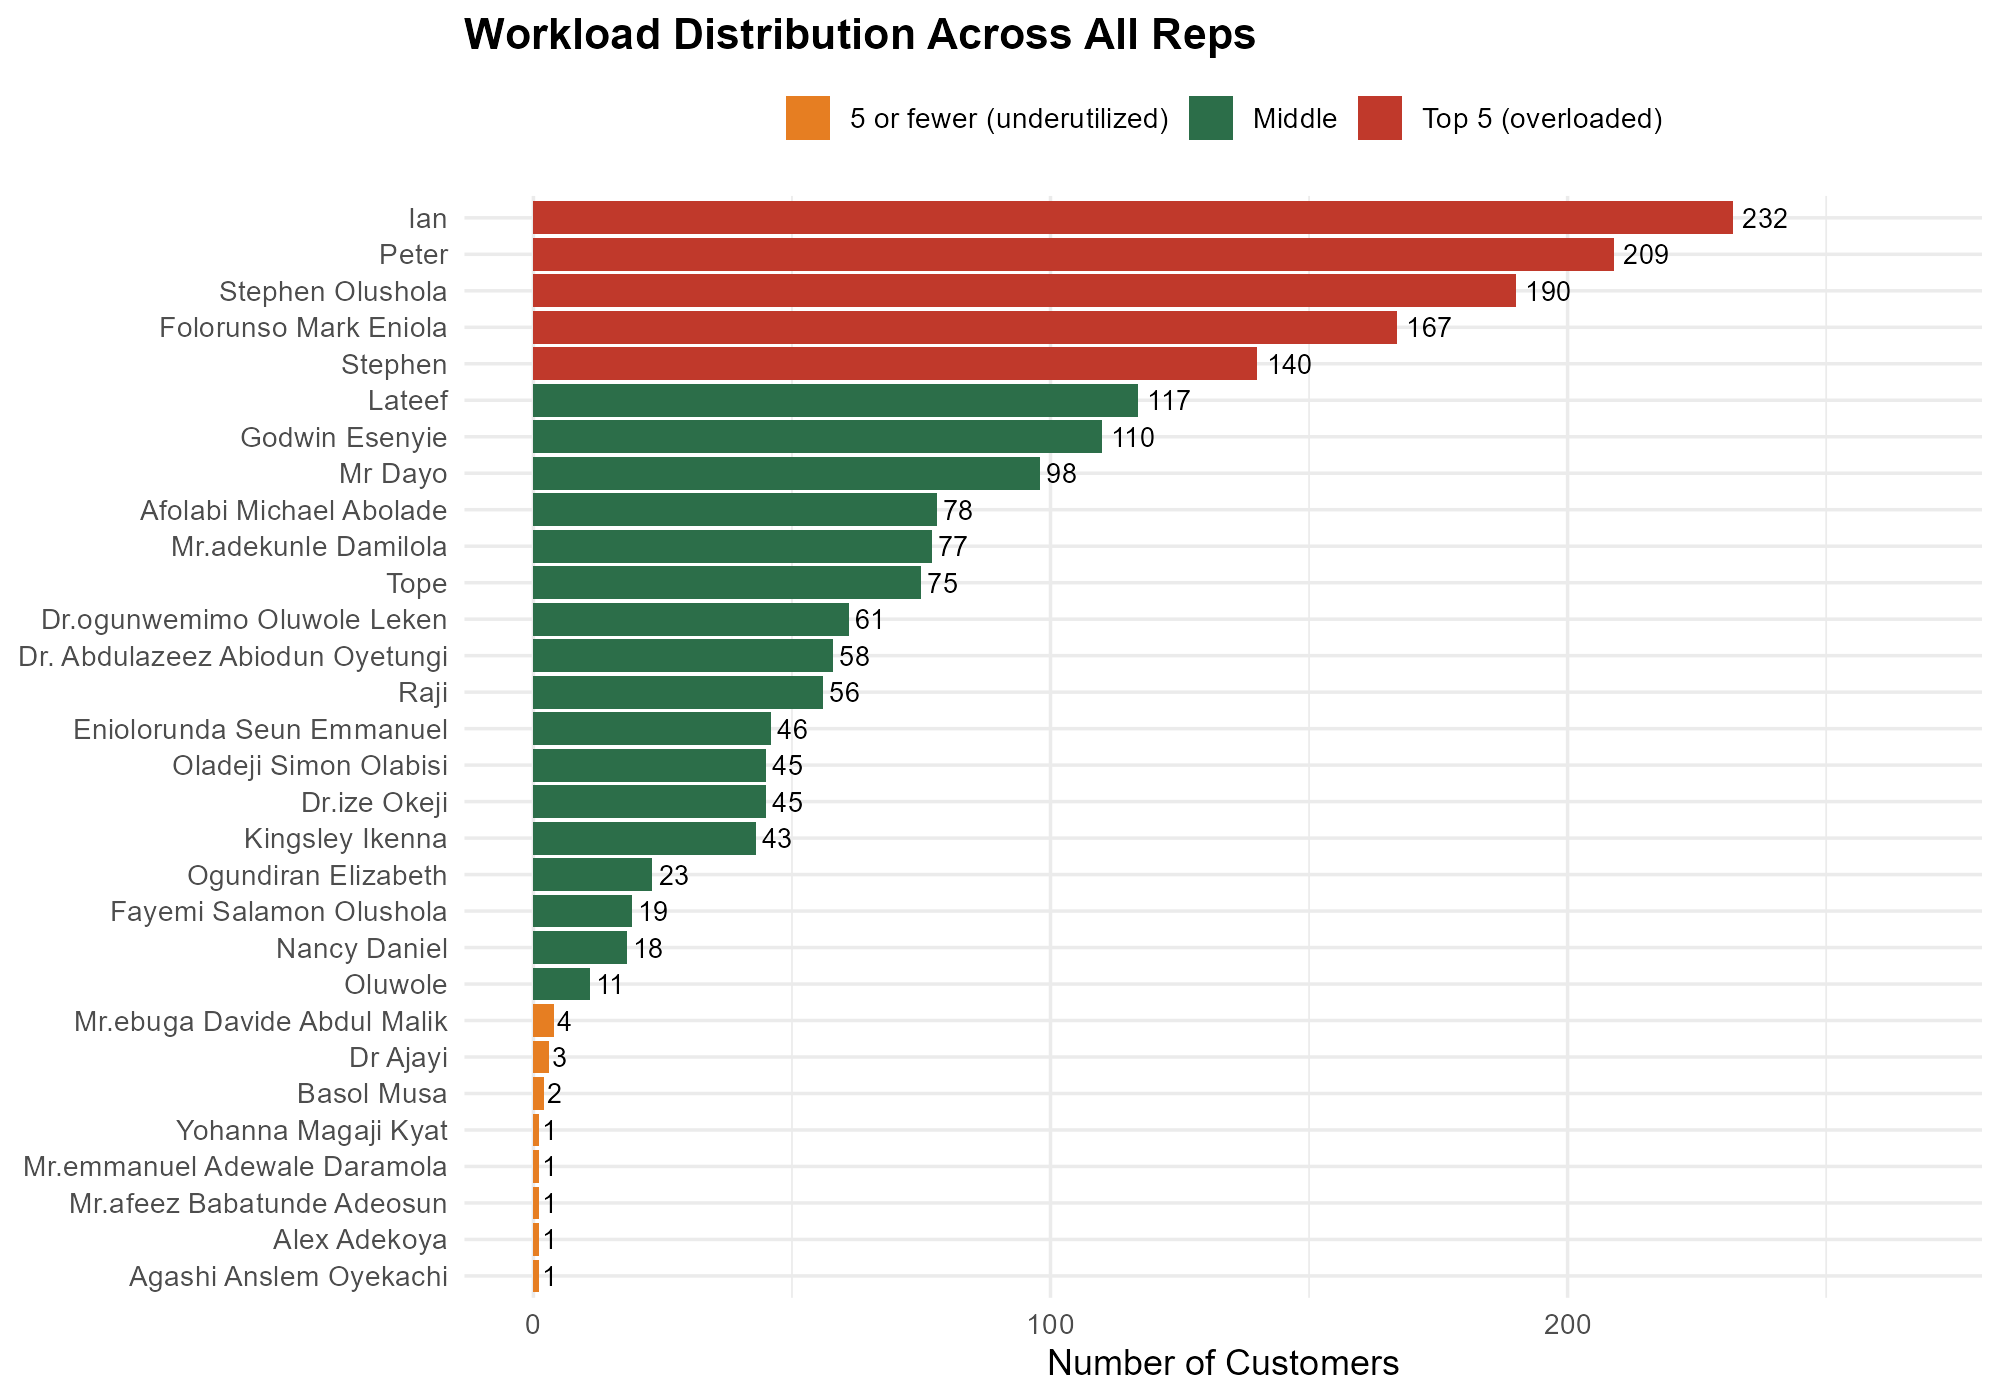 Workload Distribution Across All Reps
5 or fewer (underutilized) Middle Top 5 (overloaded)
Ian 232
Peter 209
Stephen Olushola 190
Folorunso Mark Eniola 167
Stephen 140
Lateef 117
Godwin Esenyie 110
Mr Dayo 98
Afolabi Michael Abolade 78
Mr.adekunle Damilola 77
Tope 75
Dr.ogunwemimo Oluwole Leken 61
Dr. Abdulazeez Abiodun Oyetungi 58
Raji 56
Eniolorunda Seun Emmanuel 46
Oladeji Simon Olabisi 45
Dr.ize Okeji 45
Kingsley Ikenna 43
Ogundiran Elizabeth 23
Fayemi Salamon Olushola 19
Nancy Daniel 18
Oluwole 11
Mr.ebuga Davide Abdul Malik 4
Dr Ajayi 3
Basol Musa 2
Yohanna Magaji Kyat 1
Mr.emmanuel Adewale Daramola 1
Mr.afeez Babatunde Adeosun 1
Alex Adekoya 1
Agashi Anslem Oyekachi 1
0 100 200
Number of Customers